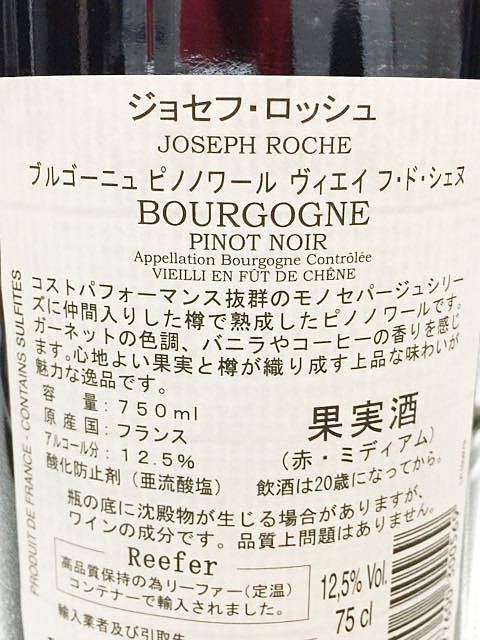 ジョセフ・ロッシュ
JOSEPH ROCHE
ブルゴーニュ ピノノワール ヴィエイ フ・ド・シェヌ
BOURGOGNE
PINOT NOIR
Appellation Bourgogne Contrôlée
VIEILLI EN FÛT DE CHÊNE
コストパフォーマンス抜群のモノセパージュシリー
ズに仲間入りした樽で熟成したピノノワールです。
ガーネットの色調、バニラやコーヒーの香りを感じ
ます。心地よい果実と樽が織り成す上品な味わいが
魅力な逸品です。
容量：750ml
原産国：フランス
アルコール分：12.5%
酸化防止剤（亜硫酸塩）
果実酒
（赤・ミディアム）
飲酒は20歳になってから。
瓶の底に沈殿物が生じる場合がありますが、
ワインの成分です。品質上問題はありません。
Reefer
高品質保持の為リーファー（定温）
コンテナーで輸入されました。
12,5% Vol.
75 cl
輸入業者及び引取先
PRODUIT DE FRANCE - CONTAINS SULFITES